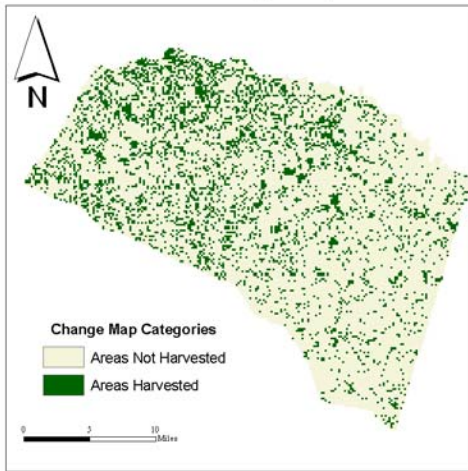 N
Change Map Categories
Areas Not Harvested
Areas Harvested
0 5 10
Miles